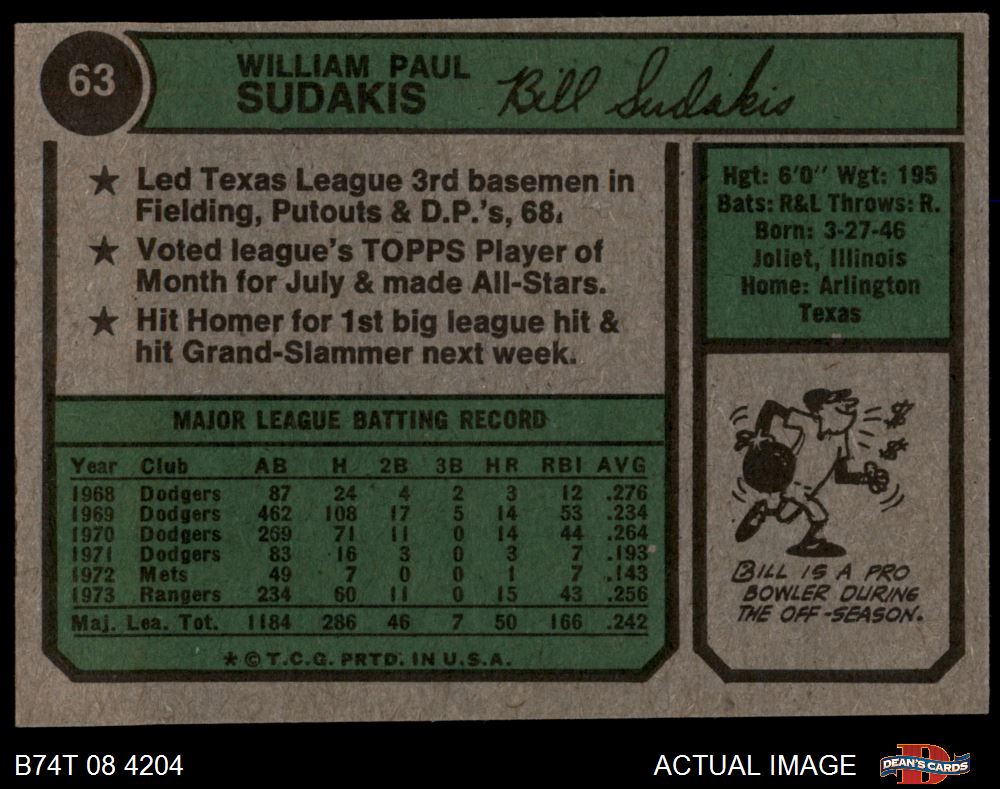 63
WILLIAM PAUL
SUDAKIS
Bill Sudakis
★ Led Texas League 3rd basemen in
Fielding, Putouts & D.P.'s, 68.
★ Voted league's TOPPS Player of
Month for July & made All-Stars.
★ Hit Homer for 1st big league hit &
hit Grand-Slammer next week.
Hgt: 6'0" Wgt: 195
Bats: R&L Throws: R.
Born: 3-27-46
Joliet, Illinois
Home: Arlington
Texas
MAJOR LEAGUE BATTING RECORD
Year Club AB H 2B 3B HR RBI AVG
1968 Dodgers 87 24 4 2 3 12 .276
1969 Dodgers 462 108 17 5 14 53 .234
1970 Dodgers 269 71 11 0 14 44 .264
1971 Dodgers 83 16 3 0 3 7 .193
1972 Mets 49 7 0 0 1 7 .143
1973 Rangers 234 60 11 0 15 43 .256
Maj. Lea. Tot. 1184 286 46 7 50 166 .242
* © T.C.G. PRTD. IN U.S.A.
$
$
BILL IS A PRO
BOWLER DURING
THE OFF-SEASON.
B74T 08 4204
ACTUAL IMAGE
D
DEAN'S CARDS